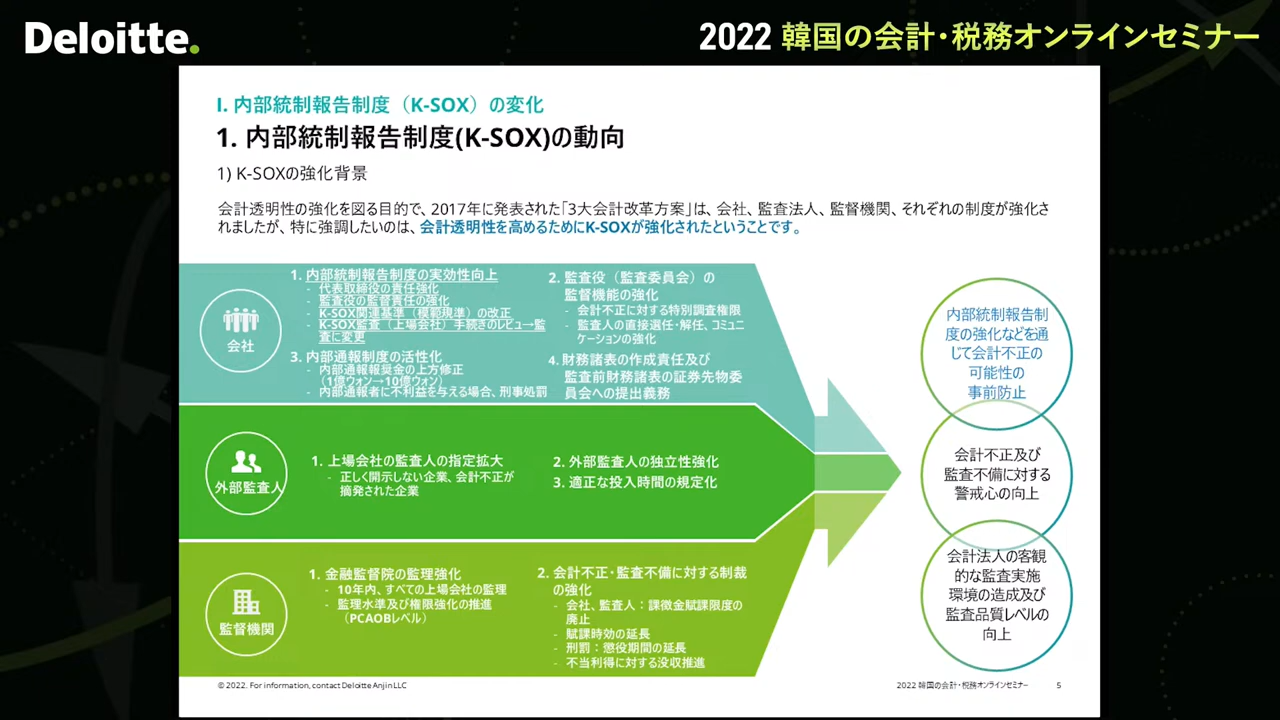 Deloitte.
2022 韓国の会計・税務オンラインセミナー
I. 内部統制報告制度（K-SOX）の変化
1. 内部統制報告制度(K-SOX)の動向
1) K-SOXの強化背景
会計透明性の強化を図る目的で、2017年に発表された「3大会計改革方案」は、会社、監査法人、監督機関、それぞれの制度が強化さ
れましたが、特に強調したいのは、会計透明性を高めるためにK-SOXが強化されたということです。
会社
1. 内部統制報告制度の実効性向上
- 代表取締役の責任強化
- 監査役の監督責任の強化
- K-SOX関連基準（模範規準）の改正
- K-SOX監査（上場会社）手続きのレビュー→監
査に変更
3. 内部通報制度の活性化
- 内部通報報奨金の上方修正
（1億ウォン→10億ウォン）
- 内部通報者に不利益を与える場合、刑事処罰
2. 監査役（監査委員会）の
監督機能の強化
- 会計不正に対する特別調査権限
- 監査人の直接選任・解任、コミュニ
ケーションの強化
4. 財務諸表の作成責任及び
監査前財務諸表の証券先物委
員会への提出義務
外部監査人
1. 上場会社の監査人の指定拡大
- 正しく開示しない企業、会計不正が
摘発された企業
2. 外部監査人の独立性強化
3. 適正な投入時間の規定化
監督機関
1. 金融監督院の監理強化
- 10年内、すべての上場会社の監理
- 監理水準及び権限強化の推進
（PCAOBレベル）
2. 会計不正・監査不備に対する制裁
の強化
- 会社、監査人：課徴金賦課限度の
廃止
- 賦課時効の延長
- 刑罰：懲役期間の延長
- 不当利得に対する没収推進
内部統制報告制
度の強化などを通
じて会計不正の
可能性の
事前防止
会計不正及び
監査不備に対する
警戒心の向上
会計法人の客観
的な監査実施
環境の造成及び
監査品質レベルの
向上
© 2022. For information, contact Deloitte Anjin LLC
2022 韓国の会計・税務オンラインセミナー
5